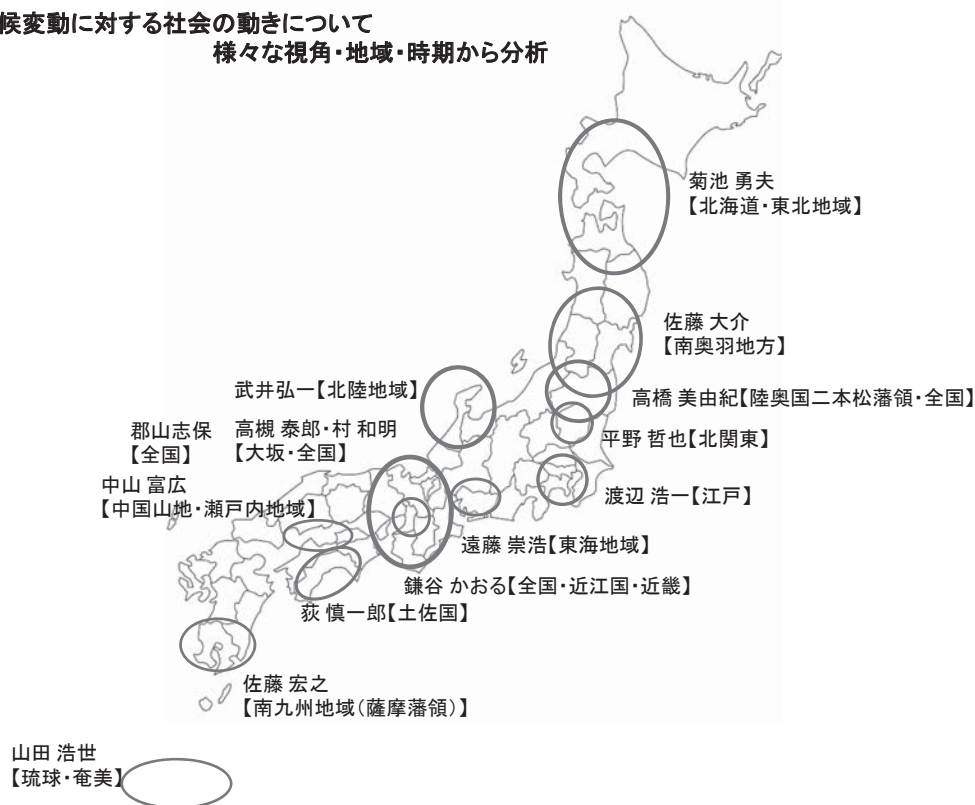 候変動に対する社会の動きについて
様々な視角・地域・時期から分析
菊池 勇夫
【北海道・東北地域】
佐藤 大介
【南奥羽地方】
武井弘一【北陸地域】
高橋 美由紀【陸奥国二本松藩領・全国】
郡山志保
【全国】
高槻 泰郎・村 和明
【大坂・全国】
平野 哲也【北関東】
中山 富広
【中国山地・瀬戸内地域】
渡辺 浩一【江戸】
遠藤 崇浩【東海地域】
鎌谷 かおる【全国・近江国・近畿】
荻 慎一郎【土佐国】
佐藤 宏之
【南九州地域(薩摩藩領)】
山田 浩世
【琉球・奄美】